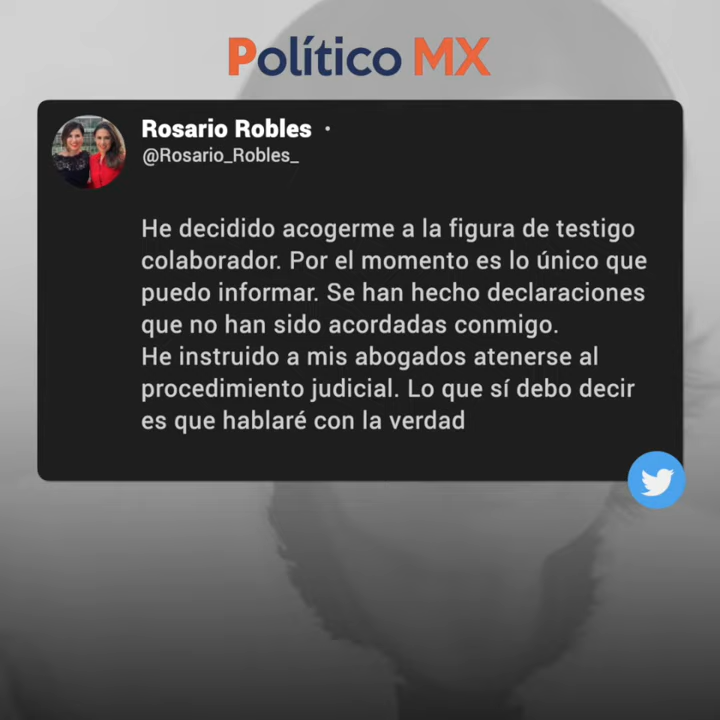 Político MX
Rosario Robles ·
@Rosario_Robles_
He decidido acogerme a la figura de testigo
colaborador. Por el momento es lo único que
puedo informar. Se han hecho declaraciones
que no han sido acordadas conmigo.
He instruido a mis abogados atenerse al
procedimiento judicial. Lo que sí debo decir
es que hablaré con la verdad